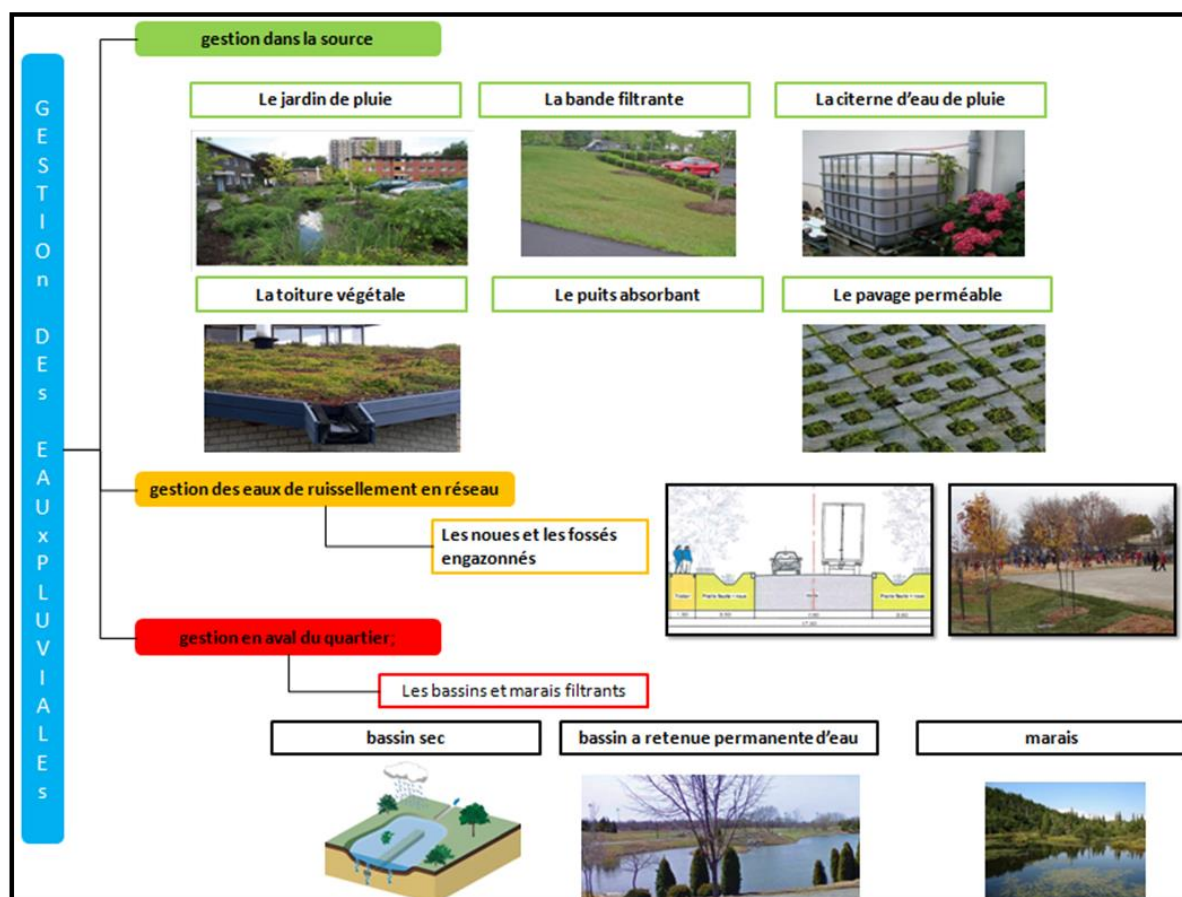 GESTIOn DEs EAUxPLUVIALEs
gestion dans la source
Le jardin de pluie
La bande filtrante
La citerne d'eau de pluie
La toiture végétale
Le puits absorbant
Le pavage perméable
gestion des eaux de ruissellement en réseau
Les noues et les fossés
engazonnés
gestion en aval du quartier;
Les bassins et marais filtrants
bassin sec
bassin a retenue permanente d'eau
marais